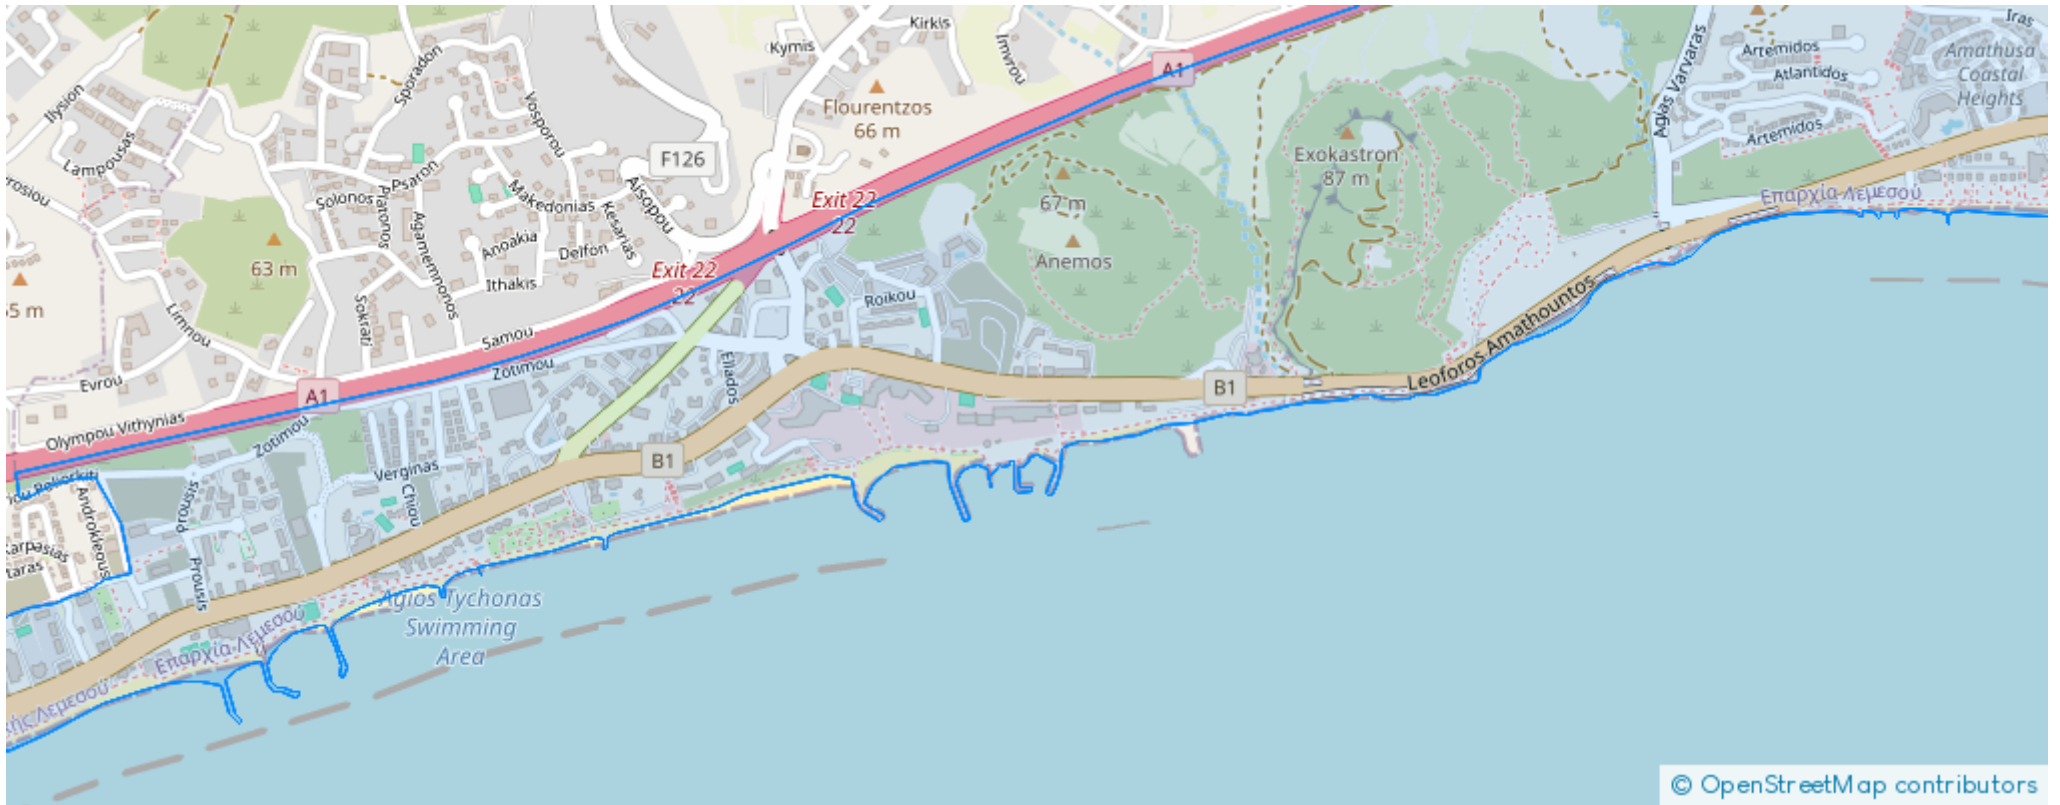 Kirkis
Kymis
Imvrou
Iras
Artemidos
Amathusa
Coastal
Heights
Atlantidos
Artemidos
Agias Varvaras
A1
Flourentzos
66 m
Sporadon
Ilysion
Vosporou
Lampousas
F126
Exokastron
87 m
Psaron
Solonos
Platonos
Makedonias
Aisopou
Kesarias
Exit 22
22
67 m
Επαρχία Λεμεσού
Agamemnonos
Anoakia
Delfon
63 m
Anemos
Exit 22
22
Ithakis
Roikou
Sokrati
Limnou
Samou
Leoforos Amathountos
Zotimou
Ellados
Evrou
A1
B1
Olympou Vithynias
Zotimou
B1
Verginas
Chiou
Prousis
Androkleous
Karpasias
Prousis
Agios Tychonas
Swimming
Area
Επαρχία Λεμεσού
© OpenStreetMap contributors